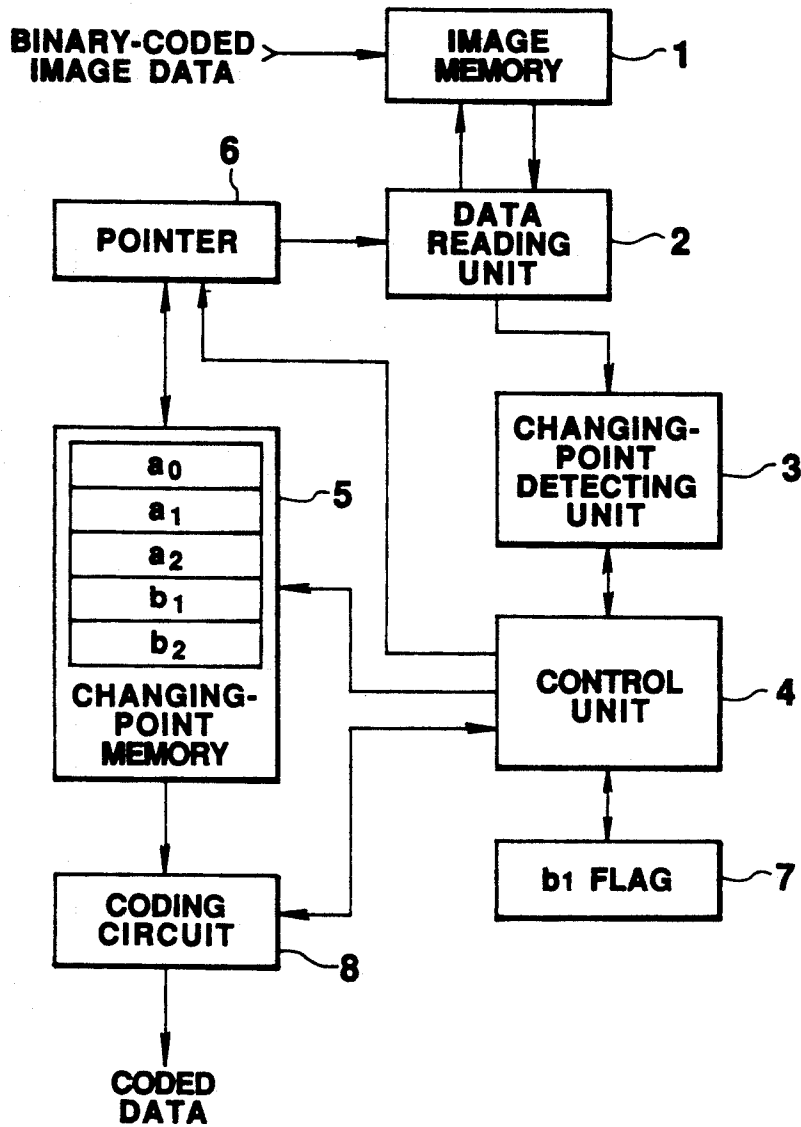 BINARY-CODED
IMAGE DATA
IMAGE
MEMORY
1
6
POINTER
DATA
READING
UNIT
2
CHANGING-
POINT
DETECTING
UNIT
3
a0
a1
a2
b1
b2
CHANGING-
POINT
MEMORY
5
CONTROL
UNIT
4
b1 FLAG
7
CODING
CIRCUIT
8
CODED
DATA